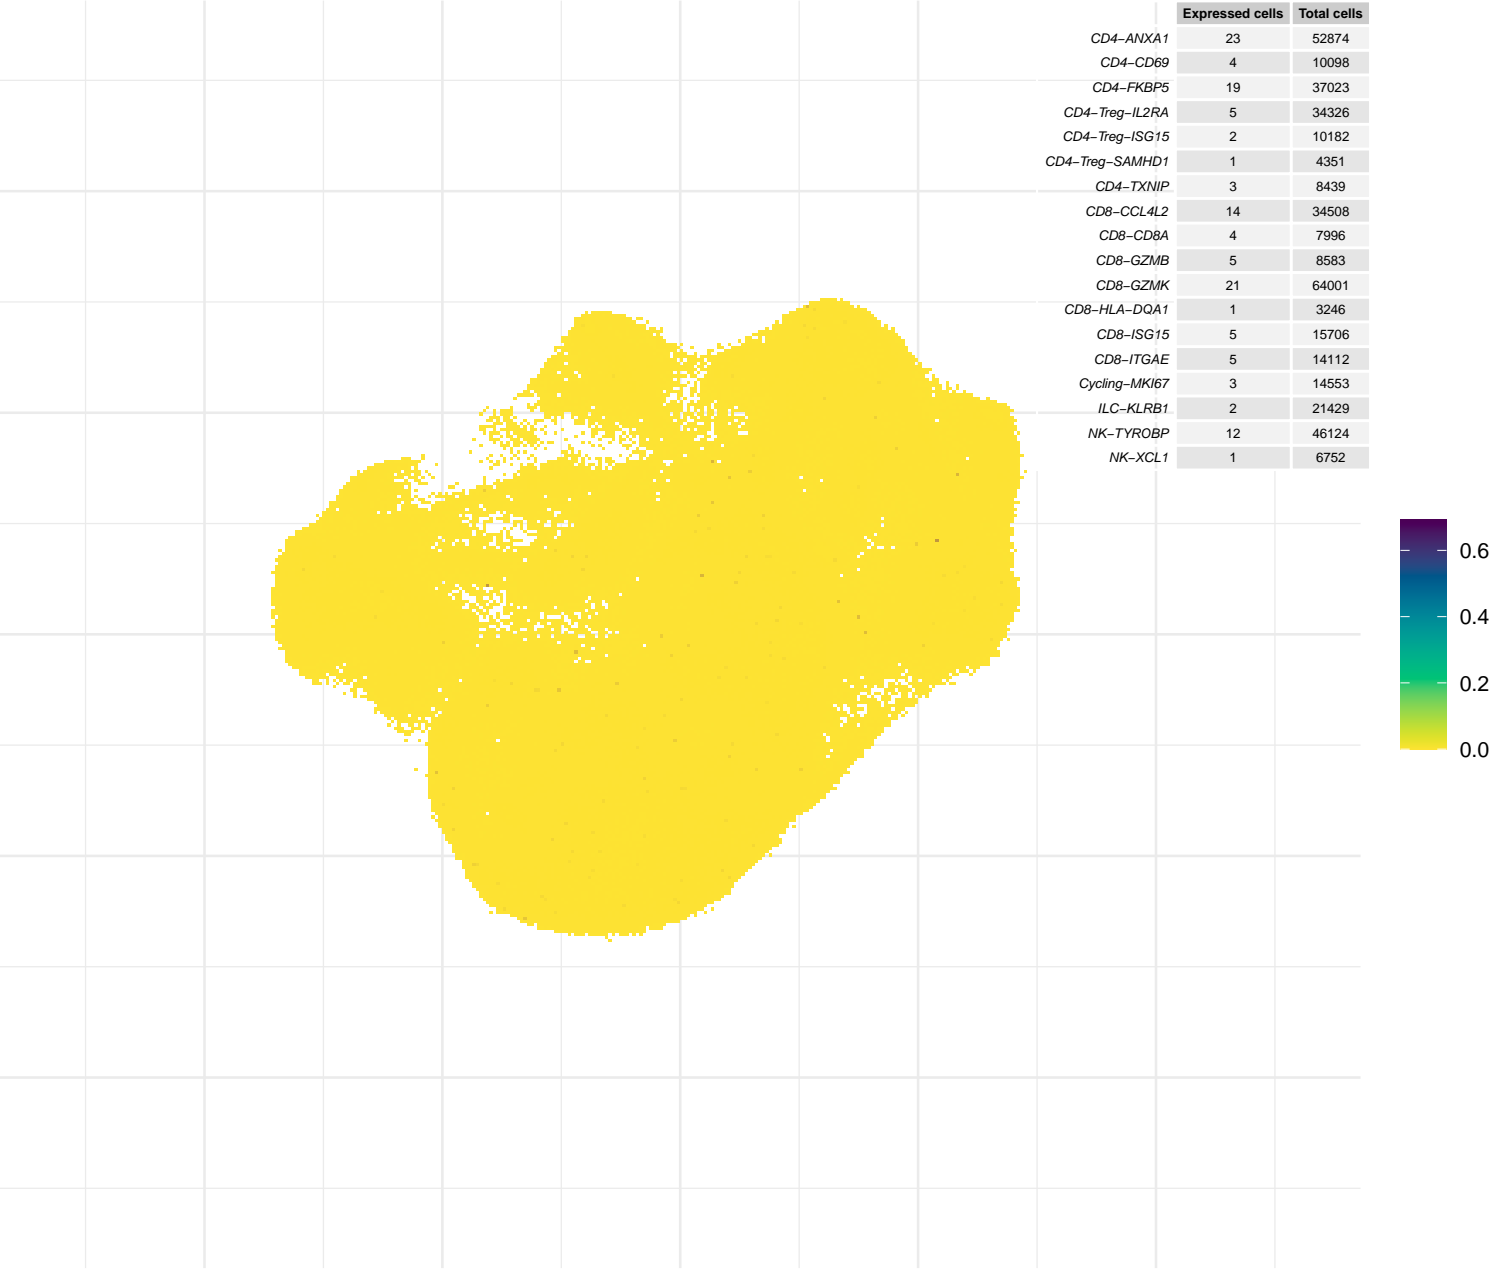 Expressed cells Total cells
CD4−ANXA1 23 52874
CD4−CD69 4 10098
CD4−FKBP5 19 37023
CD4−Treg−IL2RA 5 34326
CD4−Treg−ISG15 2 10182
CD4−Treg−SAMHD1 1 4351
CD4−TXNIP 3 8439
CD8−CCL4L2 14 34508
CD8−CD8A 4 7996
CD8−GZMB 5 8583
CD8−GZMK 21 64001
CD8−HLA−DQA1 1 3246
CD8−ISG15 5 15706
CD8−ITGAE 5 14112
Cycling−MKI67 3 14553
ILC−KLRB1 2 21429
NK−TYROBP 12 46124
NK−XCL1 1 6752
0.6
0.4
0.2
0.0